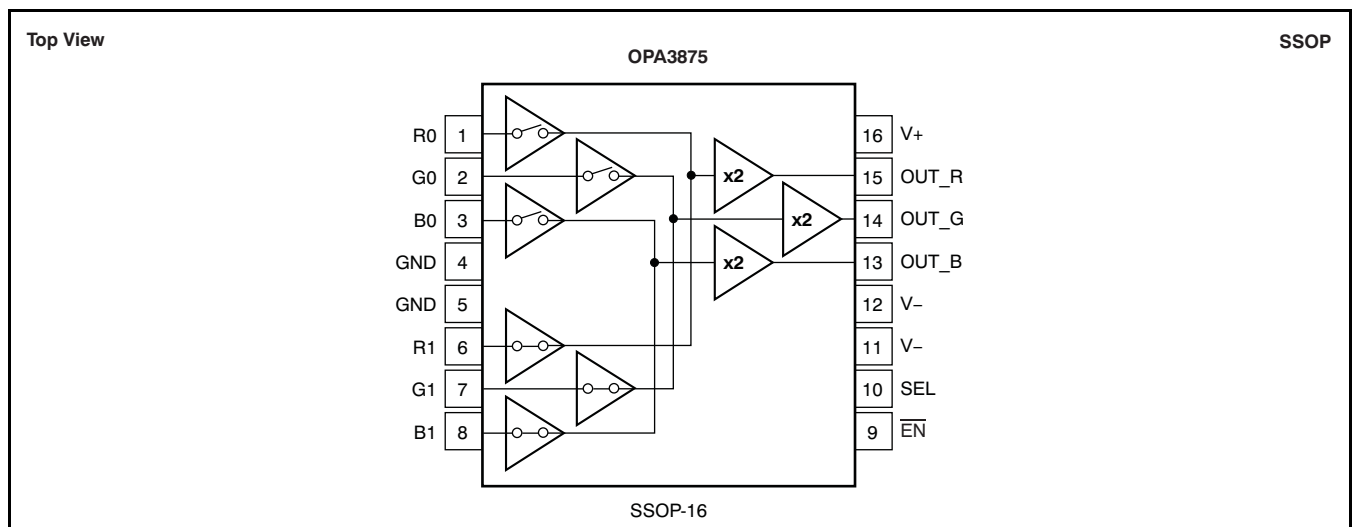 Top View
SSOP
OPA3875
R0 1
G0 2
B0 3
GND 4
GND 5
R1 6
G1 7
B1 8
x2
x2
x2
16 V+
15 OUT_R
14 OUT_G
13 OUT_B
12 V−
11 V−
10 SEL
9 E̅N̅
SSOP-16